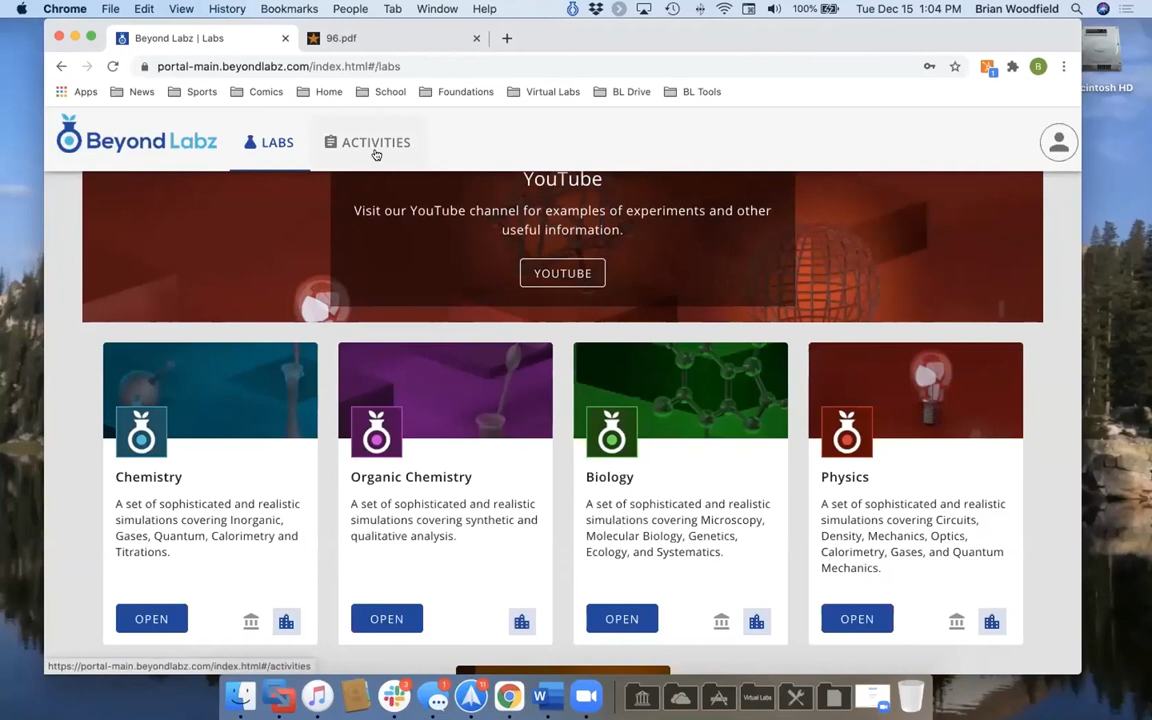 Chrome File Edit View History Bookmarks People Tab Window Help 100% Tue Dec 15 1:04 PM Brian Woodfield
Beyond Labz | Labs 96.pdf
portal-main.beyondlabz.com/index.html#/labs
Apps News Sports Comics Home School Foundations Virtual Labs BL Drive BL Tools
cintosh HD
Beyond Labz LABS ACTIVITIES
YouTube
Visit our YouTube channel for examples of experiments and other
useful information.
YOUTUBE
Chemistry
A set of sophisticated and realistic
simulations covering Inorganic,
Gases, Quantum, Calorimetry and
Titrations.
OPEN
Organic Chemistry
A set of sophisticated and realistic
simulations covering synthetic and
qualitative analysis.
OPEN
Biology
A set of sophisticated and realistic
simulations covering Microscopy,
Molecular Biology, Genetics,
Ecology, and Systematics.
OPEN
Physics
A set of sophisticated and realistic
simulations covering Circuits,
Density, Mechanics, Optics,
Calorimetry, Gases, and Quantum
Mechanics.
OPEN
https://portal-main.beyondlabz.com/index.html#/activities
3 1 11
Virtual Labs